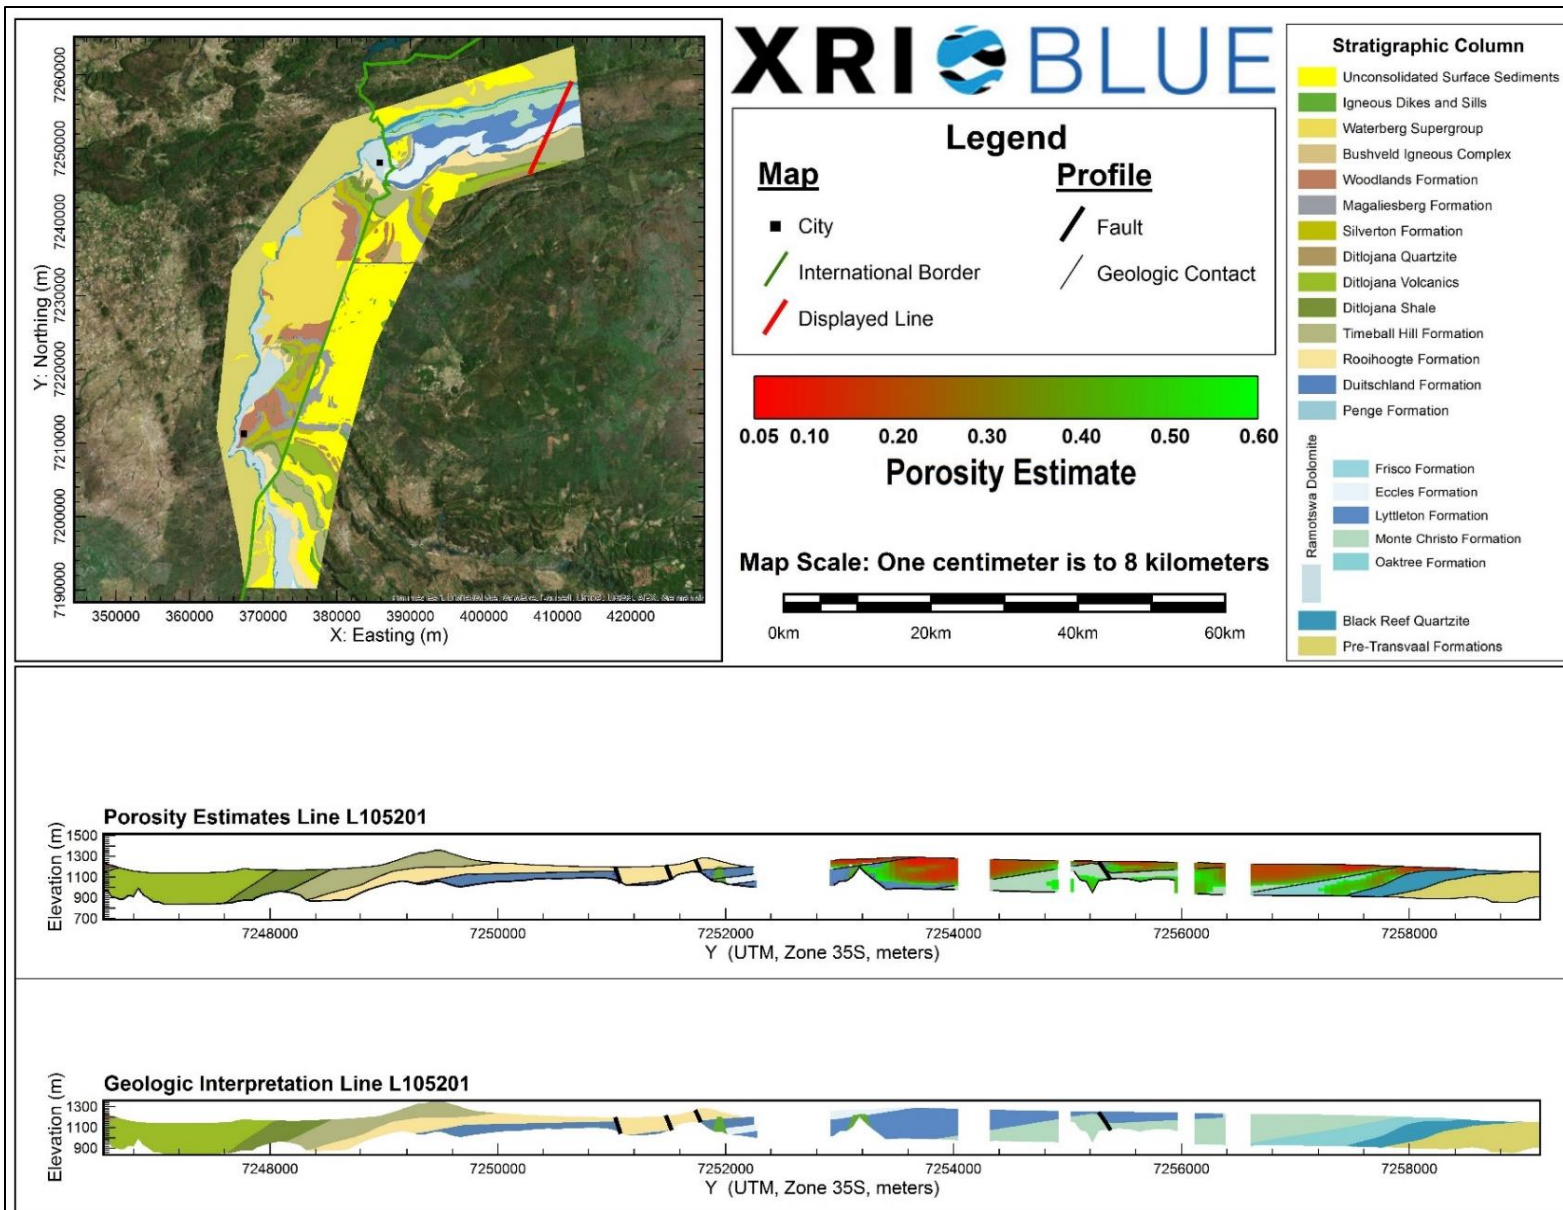 XRI BLUE
7260000
7250000
7240000
7230000
7220000
7210000
7200000
7190000
Y: Northing (m)
350000 360000 370000 380000 390000 400000 410000 420000
X: Easting (m)
Legend
Map
City
International Border
Displayed Line
Profile
Fault
Geologic Contact
0.05 0.10 0.20 0.30 0.40 0.50 0.60
Porosity Estimate
Map Scale: One centimeter is to 8 kilometers
0km 20km 40km 60km
Stratigraphic Column
Unconsolidated Surface Sediments
Igneous Dikes and Sills
Waterberg Supergroup
Bushveld Igneous Complex
Woodlands Formation
Magaliesberg Formation
Silverton Formation
Ditlojana Quartzite
Ditlojana Volcanics
Ditlojana Shale
Timeball Hill Formation
Rooihoogte Formation
Duitschland Formation
Penge Formation
Ramotswa Dolomite
Frisco Formation
Eccles Formation
Lyttleton Formation
Monte Christo Formation
Oaktree Formation
Black Reef Quartzite
Pre-Transvaal Formations
Porosity Estimates Line L105201
Elevation (m)
1500
1300
1100
900
700
7248000 7250000 7252000 7254000 7256000 7258000
Y (UTM, Zone 35S, meters)
Geologic Interpretation Line L105201
Elevation (m)
1300
1100
900
7248000 7250000 7252000 7254000 7256000 7258000
Y (UTM, Zone 35S, meters)